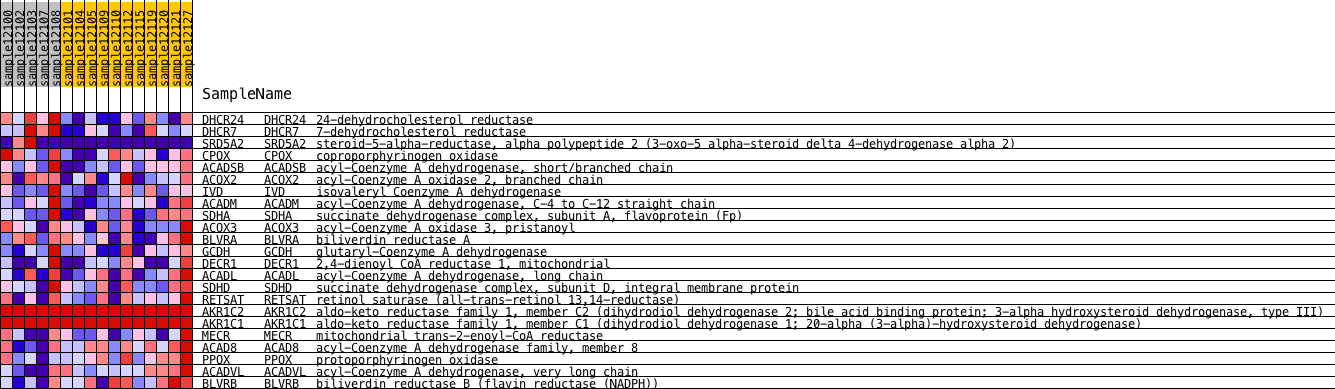 sample12100
sample12102
sample12103
sample12107
sample12108
sample12101
sample12104
sample12105
sample12109
sample12110
sample12112
sample12115
sample12119
sample12120
sample12121
sample12127
SampleName
DHCR24 DHCR24 24-dehydrocholesterol reductase
DHCR7 DHCR7 7-dehydrocholesterol reductase
SRD5A2 SRD5A2 steroid-5-alpha-reductase, alpha polypeptide 2 (3-oxo-5 alpha-steroid delta 4-dehydrogenase alpha 2)
CPOX CPOX coproporphyrinogen oxidase
ACADSB ACADSB acyl-Coenzyme A dehydrogenase, short/branched chain
ACOX2 ACOX2 acyl-Coenzyme A oxidase 2, branched chain
IVD IVD isovaleryl Coenzyme A dehydrogenase
ACADM ACADM acyl-Coenzyme A dehydrogenase, C-4 to C-12 straight chain
SDHA SDHA succinate dehydrogenase complex, subunit A, flavoprotein (Fp)
ACOX3 ACOX3 acyl-Coenzyme A oxidase 3, pristanoyl
BLVRA BLVRA biliverdin reductase A
GCDH GCDH glutaryl-Coenzyme A dehydrogenase
DECR1 DECR1 2,4-dienoyl CoA reductase 1, mitochondrial
ACADL ACADL acyl-Coenzyme A dehydrogenase, long chain
SDHD SDHD succinate dehydrogenase complex, subunit D, integral membrane protein
RETSAT RETSAT retinol saturase (all-trans-retinol 13,14-reductase)
AKR1C2 AKR1C2 aldo-keto reductase family 1, member C2 (dihydrodiol dehydrogenase 2; bile acid binding protein; 3-alpha hydroxysteroid dehydrogenase, type III)
AKR1C1 AKR1C1 aldo-keto reductase family 1, member C1 (dihydrodiol dehydrogenase 1; 20-alpha (3-alpha)-hydroxysteroid dehydrogenase)
MECR MECR mitochondrial trans-2-enoyl-CoA reductase
ACAD8 ACAD8 acyl-Coenzyme A dehydrogenase family, member 8
PPOX PPOX protoporphyrinogen oxidase
ACADVL ACADVL acyl-Coenzyme A dehydrogenase, very long chain
BLVRB BLVRB biliverdin reductase B (flavin reductase (NADPH))